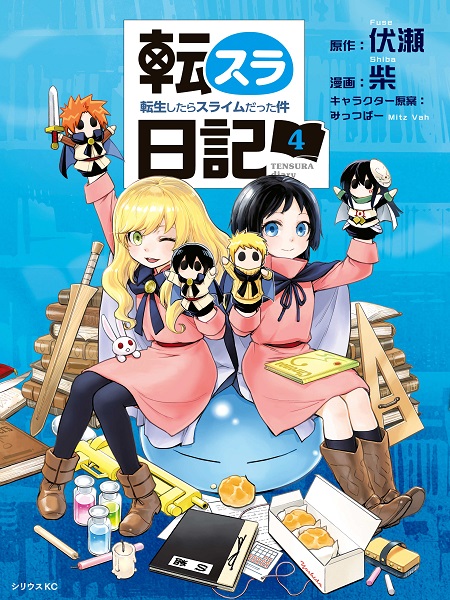 Fuse
原作：伏瀬
Shiba
漫画：柴
キャラクター原案：
みっつばー Mitz Vah
転スラ
転生したらスライムだった件
日記 4
TENSURA
diary
シリウスKC